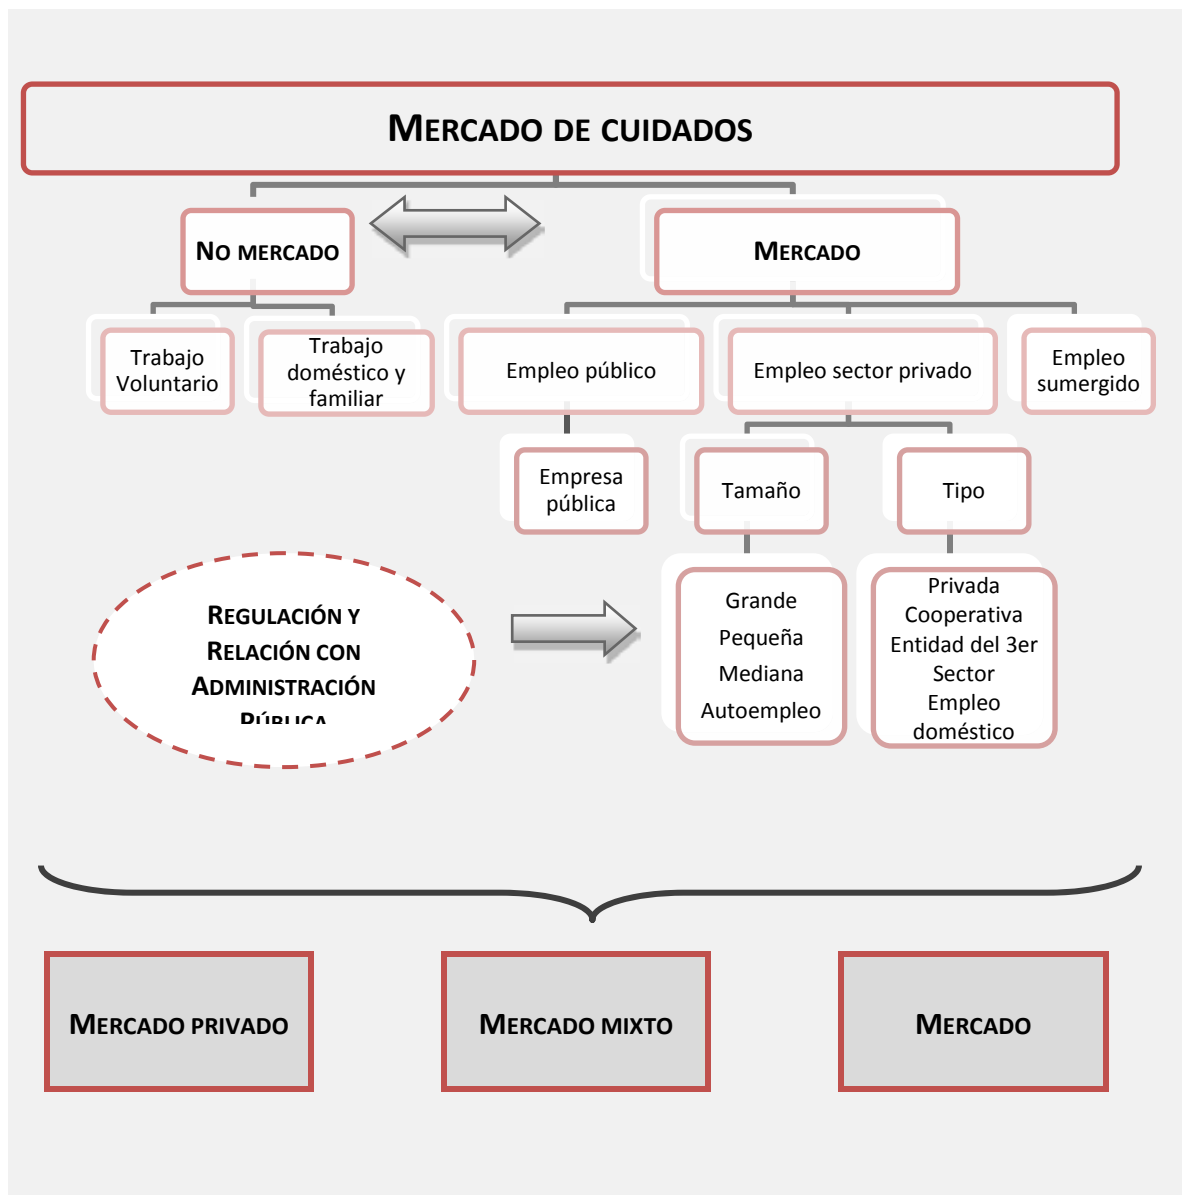 MERCADO DE CUIDADOS
NO MERCADO
MERCADO
Trabajo
Voluntario
Trabajo
doméstico y
familiar
Empleo público
Empleo sector privado
Empleo
sumergido
Empresa
pública
Tamaño
Tipo
Grande
Pequeña
Mediana
Autoempleo
Privada
Cooperativa
Entidad del 3er
Sector
Empleo
doméstico
REGULACIÓN Y
RELACIÓN CON
ADMINISTRACIÓN
PÚBLICA
MERCADO PRIVADO
MERCADO MIXTO
MERCADO